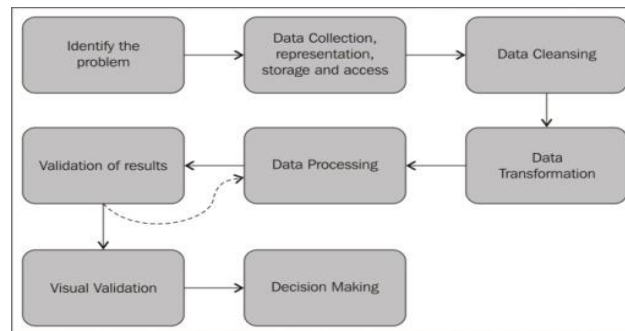 Identify the
problem
Data Collection,
representation,
storage and access
Data Cleansing
Validation of results
Data Processing
Data
Transformation
Visual Validation
Decision Making